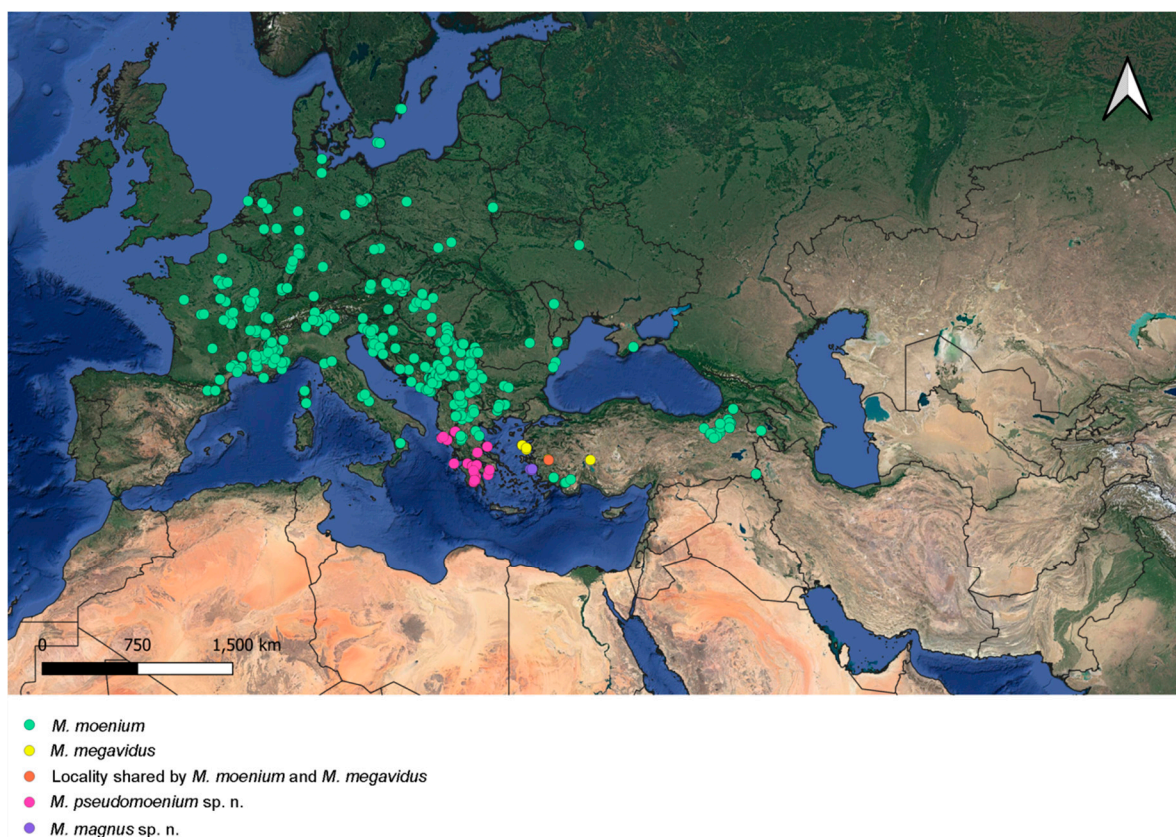 0 750 1,500 km
M. moenium
M. megavidus
Locality shared by M. moenium and M. megavidus
M. pseudomoenium sp. n.
M. magnus sp. n.